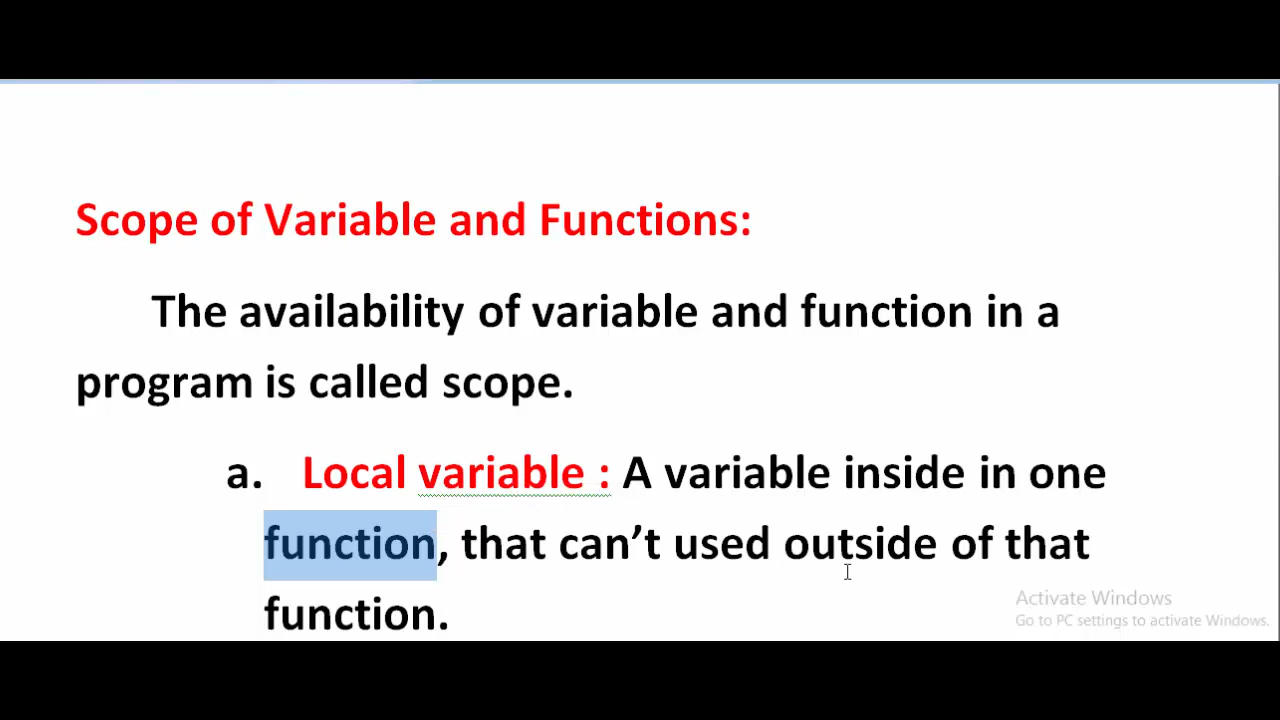 Scope of Variable and Functions:
The availability of variable and function in a
program is called scope.
a. Local variable : A variable inside in one
function, that can’t used outside of that
function.
Activate Windows
Go to PC settings to activate Windows.